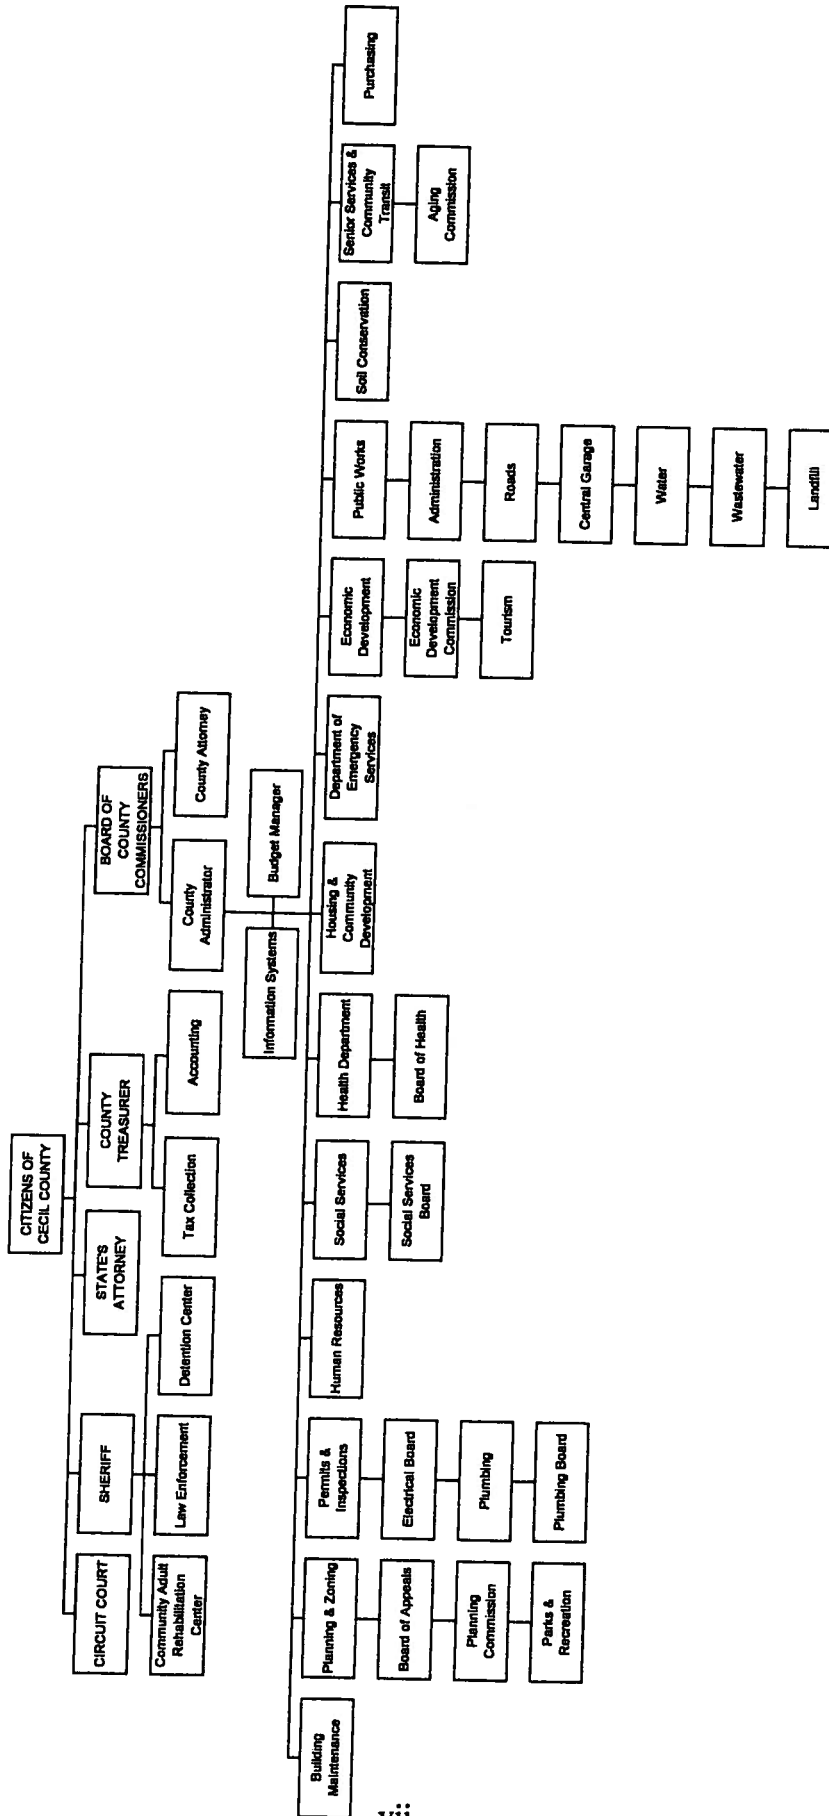 CITIZENS OF
CECIL COUNTY
CIRCUIT COURT
SHERIFF
STATE'S
ATTORNEY
COUNTY
TREASURER
BOARD OF
COUNTY
COMMISSIONERS
Community Adult
Rehabilitation
Center
Law Enforcement
Detention Center
Tax Collection
Accounting
County
Administrator
County Attorney
Information Systems
Budget Manager
Building
Maintenance
Planning & Zoning
Permits &
Inspections
Human Resources
Social Services
Health Department
Housing &
Community
Development
Department of
Emergency
Services
Economic
Development
Public Works
Soil Conservation
Senior Services &
Community
Transit
Purchasing
Board of Appeals
Electrical Board
Social Services
Board
Board of Health
Economic
Development
Commission
Administration
Aging
Commission
Planning
Commission
Plumbing
Tourism
Roads
Parks &
Recreation
Plumbing Board
Central Garage
Water
Wastewater
Landfill
vii